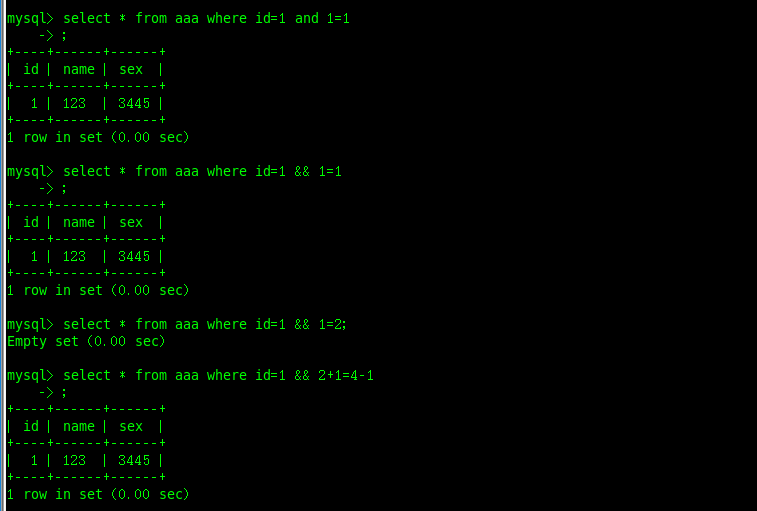 mysql> select * from aaa where id=1 and 1=1
    -> ;
+----+------+------+
| id | name | sex  |
+----+------+------+
|  1 | 123  | 3445 |
+----+------+------+
1 row in set (0.00 sec)

mysql> select * from aaa where id=1 && 1=1
    -> ;
+----+------+------+
| id | name | sex  |
+----+------+------+
|  1 | 123  | 3445 |
+----+------+------+
1 row in set (0.00 sec)

mysql> select * from aaa where id=1 && 1=2;
Empty set (0.00 sec)

mysql> select * from aaa where id=1 && 2+1=4-1
    -> ;
+----+------+------+
| id | name | sex  |
+----+------+------+
|  1 | 123  | 3445 |
+----+------+------+
1 row in set (0.00 sec)